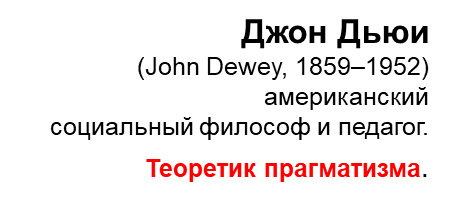 Джон Дьюи
(John Dewey, 1859–1952)
американский
социальный философ и педагог.
Теоретик прагматизма.